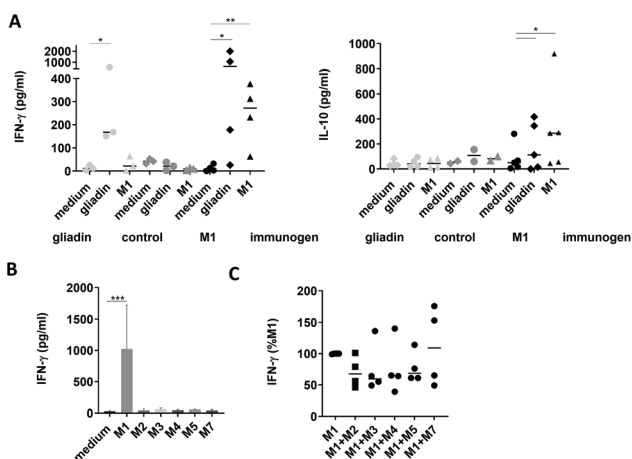 A
IFN-γ (pg/ml)
2000
1000
400
300
200
100
0
*
**
*
medium
gliadin
M1
medium
gliadin
M1
medium
gliadin
M1
gliadin control M1 immunogen
IL-10 (pg/ml)
1000
800
600
400
200
0
*
medium
gliadin
M1
medium
gliadin
M1
medium
gliadin
M1
gliadin control M1 immunogen
B
IFN-γ (pg/ml)
2000
1500
1000
500
0
***
medium
M1
M2
M3
M4
M5
M7
C
IFN-γ (%M1)
200
150
100
50
0
M1
M1+M2
M1+M3
M1+M4
M1+M5
M1+M7